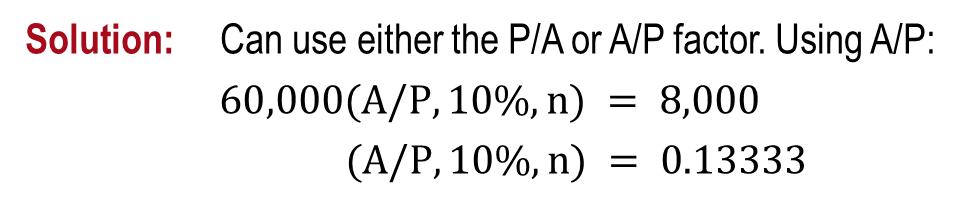 Solution: Can use either the P/A or A/P factor. Using A/P:
60,000(A/P, 10%, n) = 8,000
(A/P, 10%, n) = 0.13333